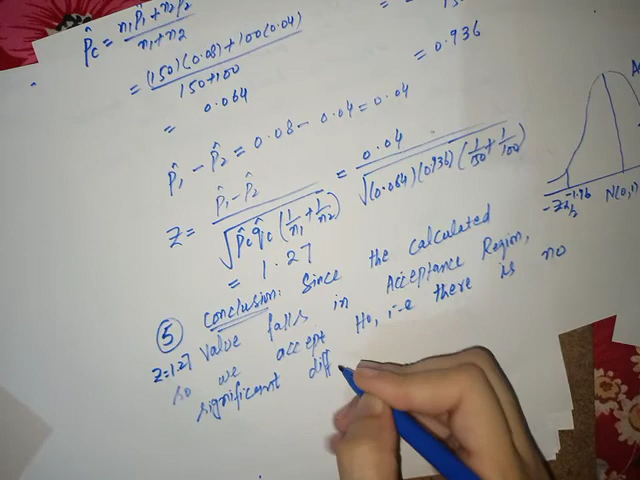 P̂c = n1P̂1 + n2P̂2 / n1 + n2
= (150)(0.08) + 100(0.04) / 150 + 100
= 0.064
= 0.936
P̂1 - P̂2 = 0.08 - 0.04 = 0.04
Z = P̂1 - P̂2 / √P̂c q̂c (1/n1 + 1/n2) = 0.04 / √(0.064)(0.936)(1/150 + 1/100)
= 1.27
-Zα/2 -1.96 N(0,1)
5 Conclusion: Since the calculated
Z=1.27 value falls in Acceptance Region,
so we accept Ho, i-e there is no
significant diff